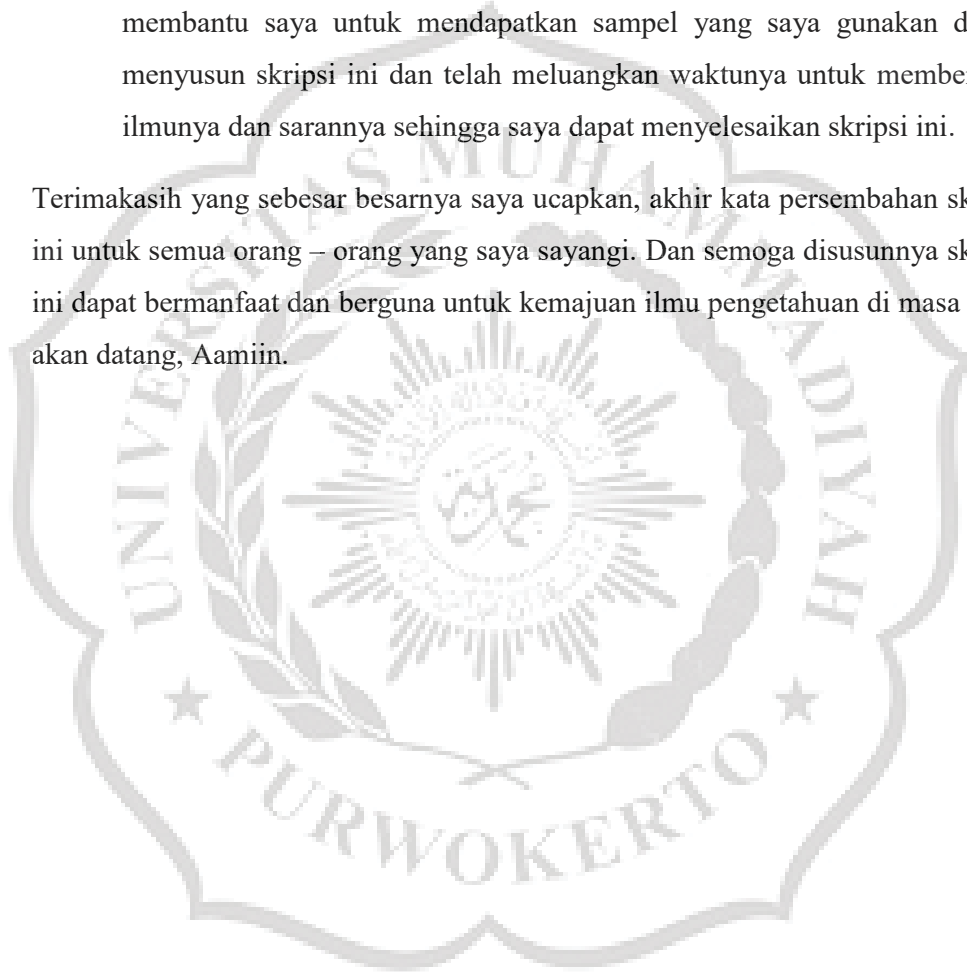 membantu saya untuk mendapatkan sampel yang saya gunakan
menyusun skripsi ini dan telah meluangkan waktunya untuk
ilmunya dan sarannya sehingga saya dapat menyelesaikan skripsi ini.
Terimakasih yang sebesar besarnya saya ucapkan, akhir kata persembahan
ini untuk semua orang – orang yang saya sayangi. Dan semoga disusunnya
ini dapat bermanfaat dan berguna untuk kemajuan ilmu pengetahuan di masa
akan datang, Aamiin.
UNIVERSITAS MUHAMMADIYAH
PURWOKERTO